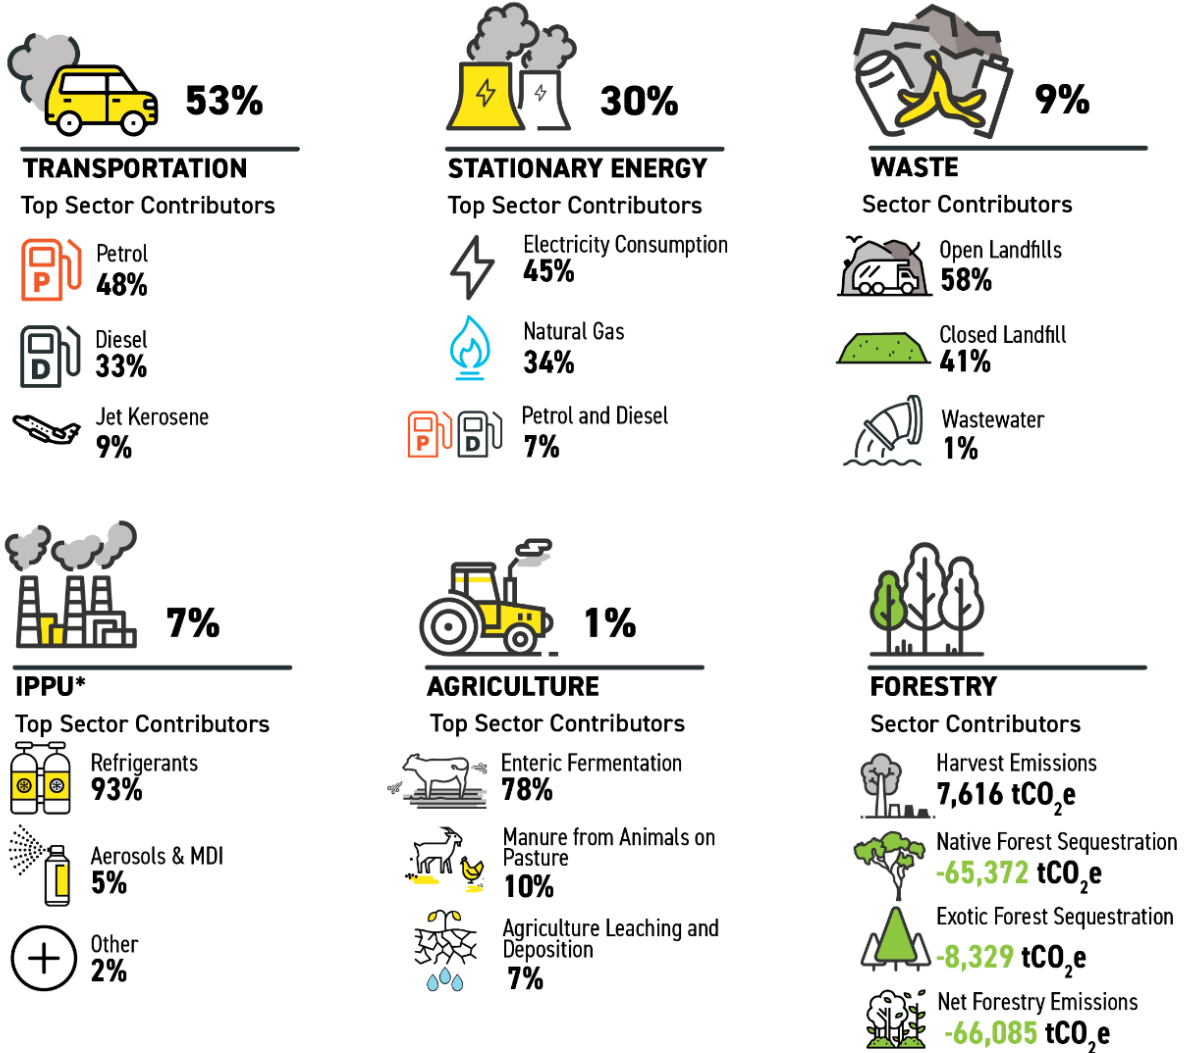 53%
TRANSPORTATION
Top Sector Contributors
Petrol
P
48%
Diesel
D
33%
Jet Kerosene
9%
30%
STATIONARY ENERGY
Top Sector Contributors
Electricity Consumption
45%
Natural Gas
34%
Petrol and Diesel
P D
7%
9%
WASTE
Sector Contributors
Open Landfills
58%
Closed Landfill
41%
Wastewater
1%
7%
IPPU*
Top Sector Contributors
Refrigerants
93%
Aerosols & MDI
5%
Other
2%
1%
AGRICULTURE
Top Sector Contributors
Enteric Fermentation
78%
Manure from Animals on
Pasture
10%
Agriculture Leaching and
Deposition
7%
FORESTRY
Sector Contributors
Harvest Emissions
7,616 tCO₂e
Native Forest Sequestration
-65,372 tCO₂e
Exotic Forest Sequestration
-8,329 tCO₂e
Net Forestry Emissions
-66,085 tCO₂e